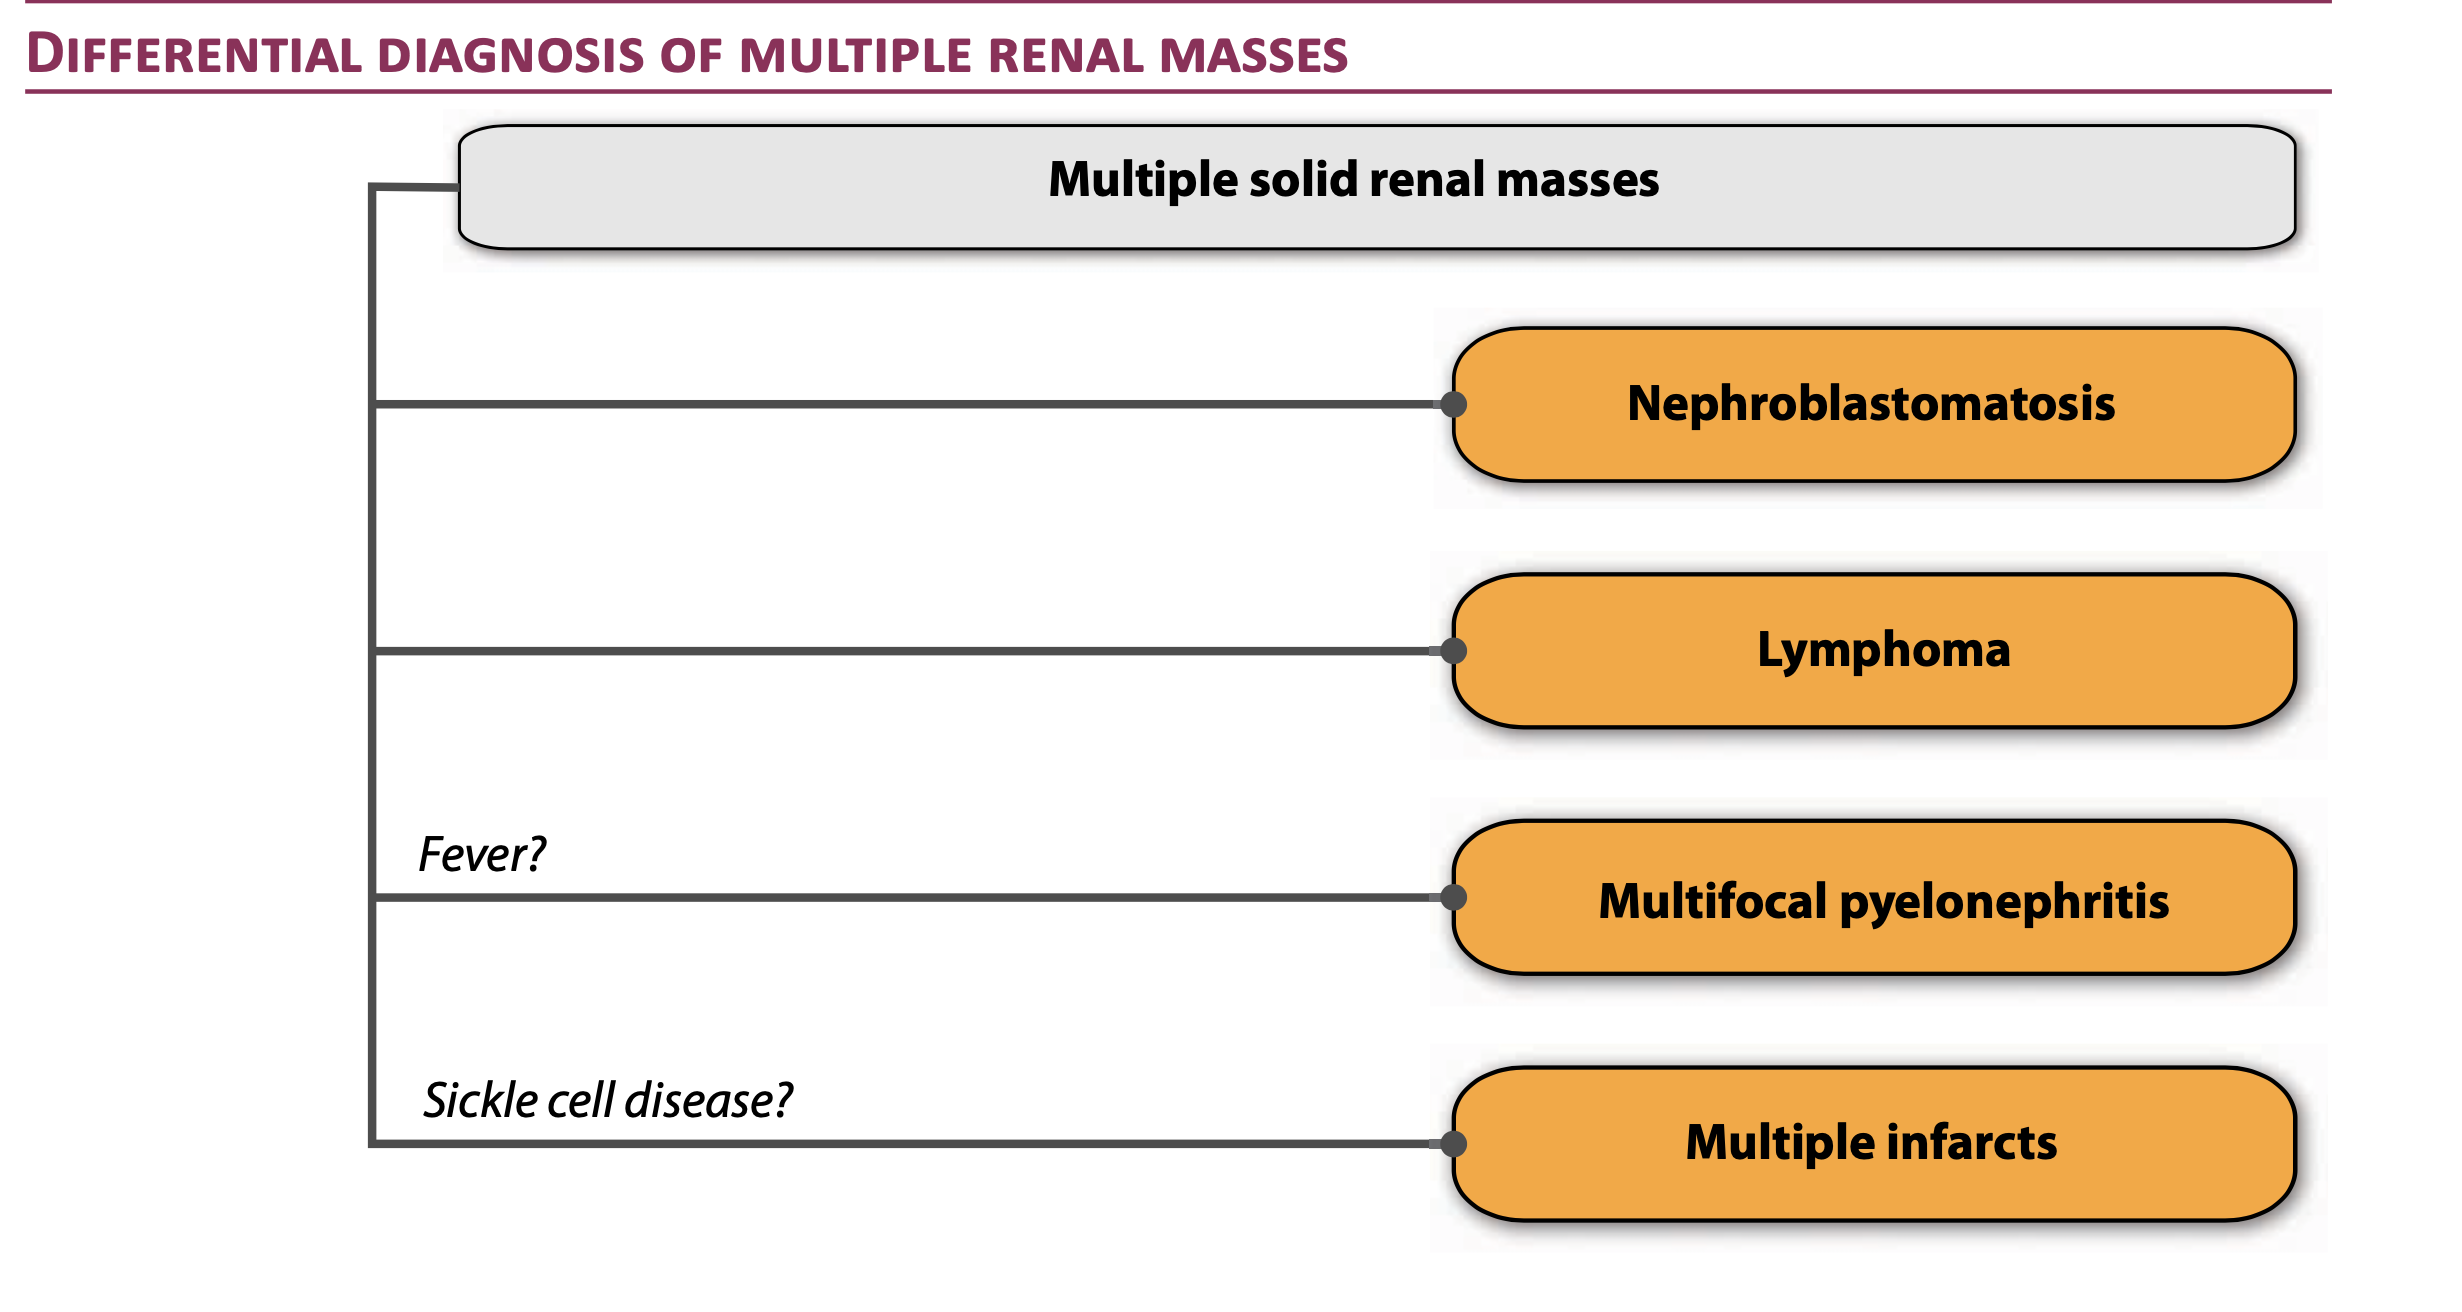 DIFFERENTIAL DIAGNOSIS OF MULTIPLE RENAL MASSES
Multiple solid renal masses
Nephroblastomatosis
Lymphoma
Fever?
Multifocal pyelonephritis
Sickle cell disease?
Multiple infarcts